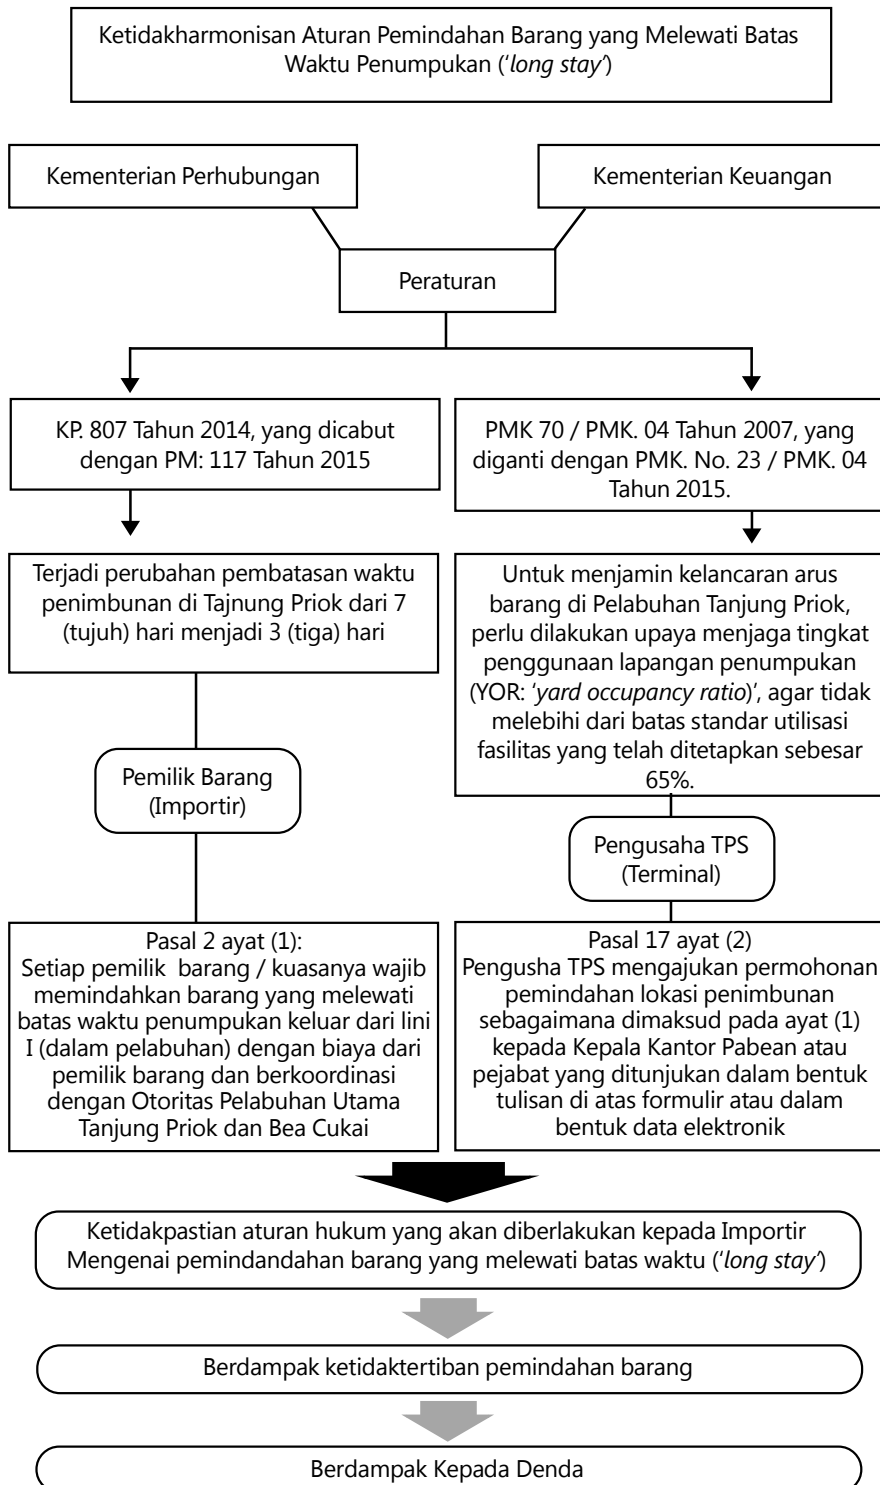 Ketidakharmonisan Aturan Pemindahan Barang yang Melewati Batas
Waktu Penumpukan (‘long stay’)
Kementerian Perhubungan
Kementerian Keuangan
Peraturan
KP. 807 Tahun 2014, yang dicabut
dengan PM: 117 Tahun 2015
PMK 70 / PMK. 04 Tahun 2007, yang
diganti dengan PMK. No. 23 / PMK. 04
Tahun 2015.
Terjadi perubahan pembatasan waktu
penimbunan di Tajnung Priok dari 7
(tujuh) hari menjadi 3 (tiga) hari
Untuk menjamin kelancaran arus
barang di Pelabuhan Tanjung Priok,
perlu dilakukan upaya menjaga tingkat
penggunaan lapangan penumpukan
(YOR: ‘yard occupancy ratio)’, agar tidak
melebihi dari batas standar utilisasi
fasilitas yang telah ditetapkan sebesar
65%.
Pemilik Barang
(Importir)
Pengusaha TPS
(Terminal)
Pasal 2 ayat (1):
Setiap pemilik barang / kuasanya wajib
memindahkan barang yang melewati
batas waktu penumpukan keluar dari lini
I (dalam pelabuhan) dengan biaya dari
pemilik barang dan berkoordinasi
dengan Otoritas Pelabuhan Utama
Tanjung Priok dan Bea Cukai
Pasal 17 ayat (2)
Pengusha TPS mengajukan permohonan
pemindahan lokasi penimbunan
sebagaimana dimaksud pada ayat (1)
kepada Kepala Kantor Pabean atau
pejabat yang ditunjukan dalam bentuk
tulisan di atas formulir atau dalam
bentuk data elektronik
Ketidakpastian aturan hukum yang akan diberlakukan kepada Importir
Mengenai pemindandahan barang yang melewati batas waktu (‘long stay’)
Berdampak ketidaktertiban pemindahan barang
Berdampak Kepada Denda